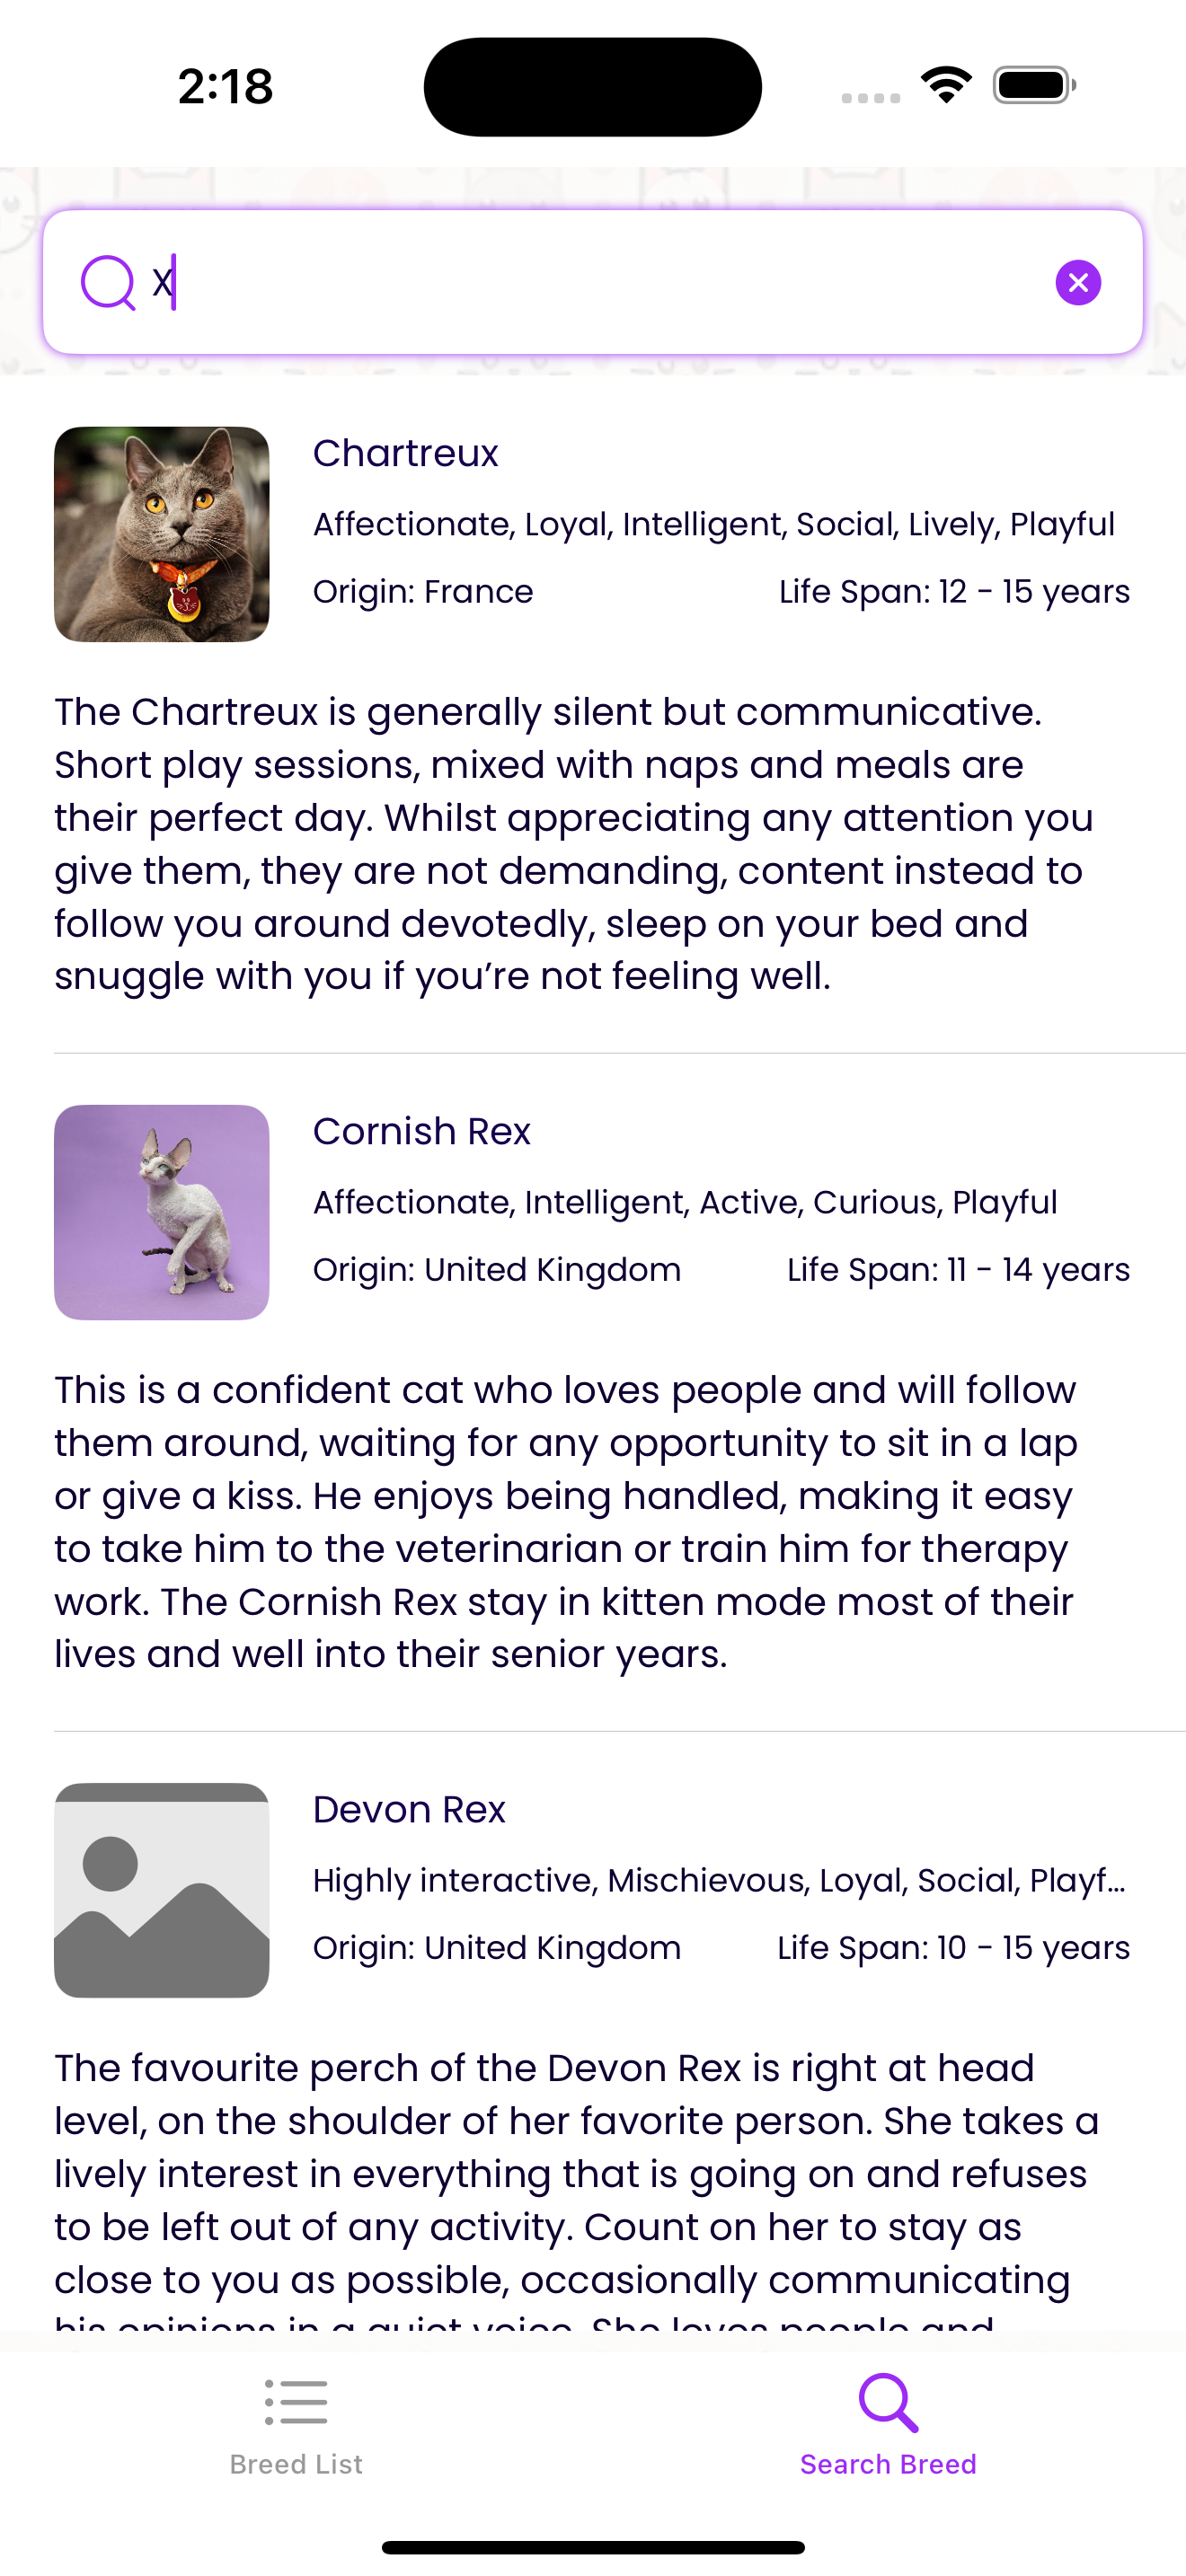 2:18
X
Chartreux
Affectionate, Loyal, Intelligent, Social, Lively, Playful
Origin: France Life Span: 12 - 15 years
The Chartreux is generally silent but communicative.
Short play sessions, mixed with naps and meals are
their perfect day. Whilst appreciating any attention you
give them, they are not demanding, content instead to
follow you around devotedly, sleep on your bed and
snuggle with you if you’re not feeling well.
Cornish Rex
Affectionate, Intelligent, Active, Curious, Playful
Origin: United Kingdom Life Span: 11 - 14 years
This is a confident cat who loves people and will follow
them around, waiting for any opportunity to sit in a lap
or give a kiss. He enjoys being handled, making it easy
to take him to the veterinarian or train him for therapy
work. The Cornish Rex stay in kitten mode most of their
lives and well into their senior years.
Devon Rex
Highly interactive, Mischievous, Loyal, Social, Playf...
Origin: United Kingdom Life Span: 10 - 15 years
The favourite perch of the Devon Rex is right at head
level, on the shoulder of her favorite person. She takes a
lively interest in everything that is going on and refuses
to be left out of any activity. Count on her to stay as
close to you as possible, occasionally communicating
his opinions in a quiet voice. She loves people and
Breed List
Search Breed